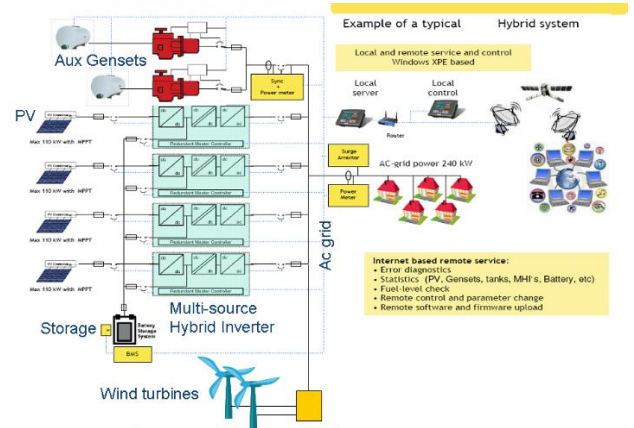 Example of a typical Hybrid system
Local and remote service and control
Windows XPE based
Aux Gensets
Sync
+
Power meter
Local
server
Local
control
Router
PV
Max 110 kW with MPPT
Redundant Master Controller
Max 110 kW with MPPT
Redundant Master Controller
Max 110 kW with MPPT
Redundant Master Controller
Max 110 kW with MPPT
Redundant Master Controller
Surge
Arrestor
AC-grid power 240 kW
Power
Meter
Ac grid
Multi-source
Hybrid Inverter
Storage
Battery
Storage
System
BMS
Internet based remote service:
• Error diagnostics
• Statistics (PV, Gensets, tanks, MHI's, Battery, etc)
• Fuel-level check
• Remote control and parameter change
• Remote software and firmware upload
Wind turbines